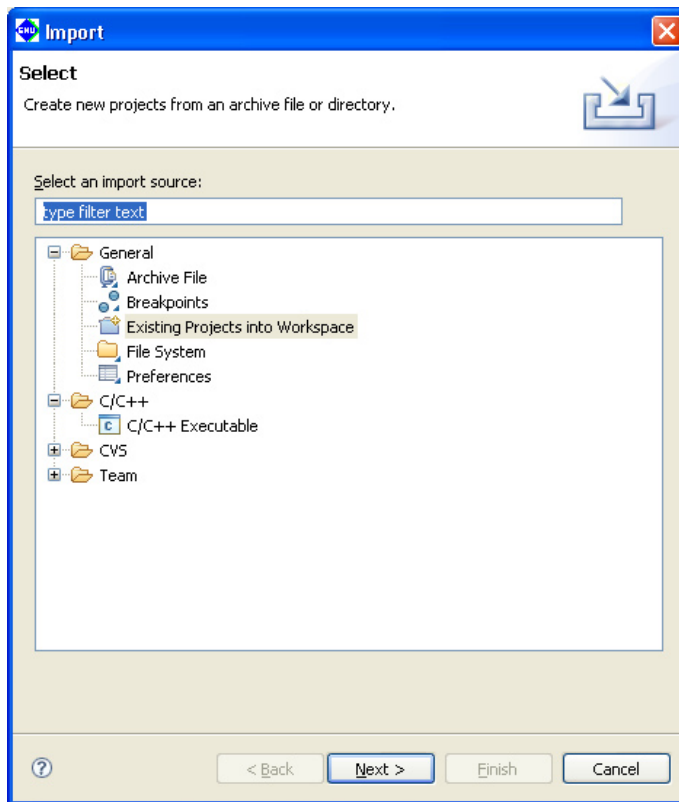 GNU Import
Select
Create new projects from an archive file or directory.
Select an import source:
type filter text
General
Archive File
Breakpoints
Existing Projects into Workspace
File System
Preferences
C/C++
C C/C++ Executable
CVS
Team
? < Back Next > Finish Cancel